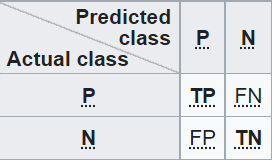 Predicted
class
Actual class
P N
P TP FN
N FP TN